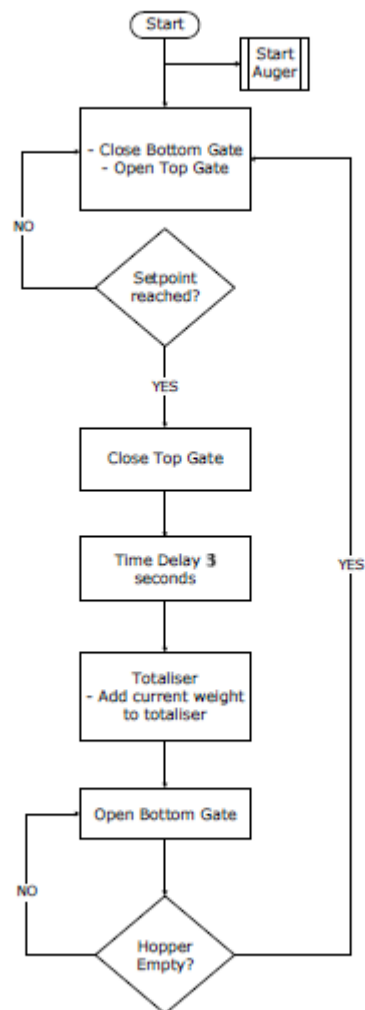 Start
Start
Auger
- Close Bottom Gate
- Open Top Gate
NO
Setpoint
reached?
YES
Close Top Gate
Time Delay 3
seconds
YES
Totaliser
- Add current weight
to totaliser
Open Bottom Gate
NO
Hopper
Empty?